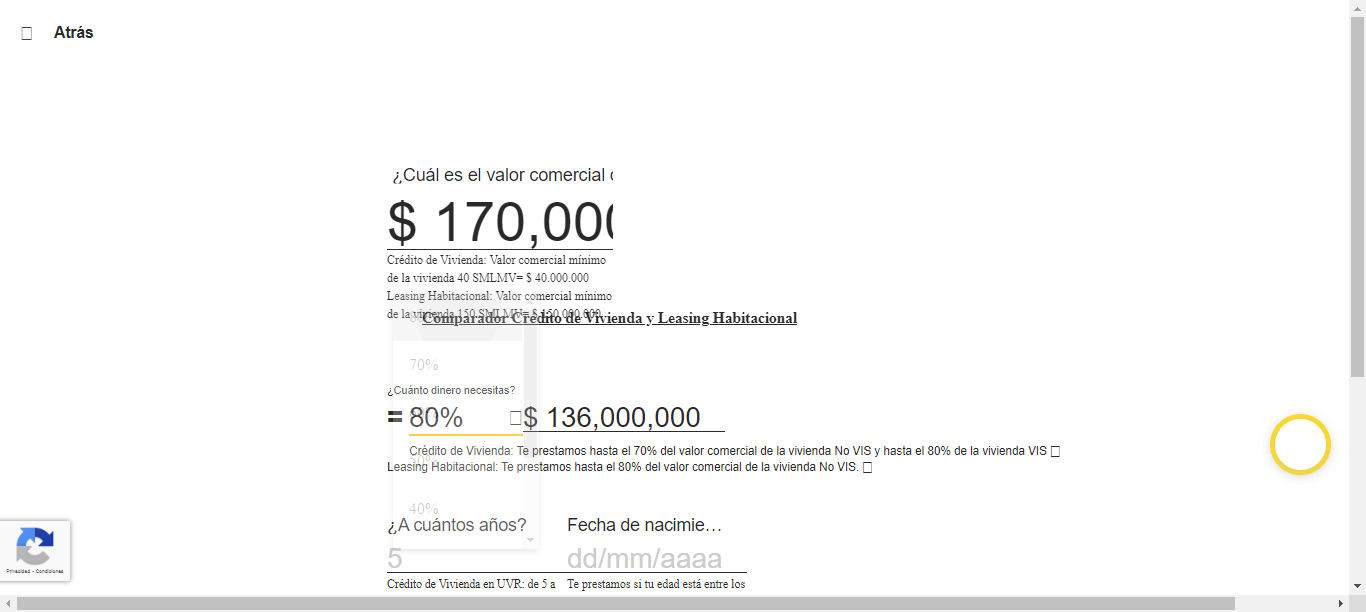 Atrás
¿Cuál es el valor comercial
$ 170,000
Crédito de Vivienda: Valor comercial mínimo
de la vivienda 40 SMLMV= $ 40.000.000
Leasing Habitacional: Valor comercial mínimo
de la vivienda 150 SMLMV= $ 150.000.000
Comparador Crédito de Vivienda y Leasing Habitacional
70%
¿Cuánto dinero necesitas?
= 80% $ 136,000,000
Crédito de Vivienda: Te prestamos hasta el 70% del valor comercial de la vivienda No VIS y hasta el 80% de la vivienda VIS
50%
Leasing Habitacional: Te prestamos hasta el 80% del valor comercial de la vivienda No VIS.
40%
¿A cuántos años? Fecha de nacimie…
5 dd/mm/aaaa
Crédito de Vivienda en UVR: de 5 a Te prestamos si tu edad está entre los
Privacidad - Condiciones